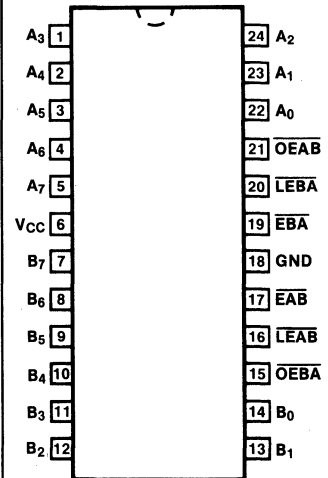 A3 1 24 A2
A4 2 23 A1
A5 3 22 A0
A6 4 21 OEAB
A7 5 20 LEBA
VCC 6 19 EBA
B7 7 18 GND
B6 8 17 EAB
B5 9 16 LEAB
B4 10 15 OEBA
B3 11 14 B0
B2 12 13 B1